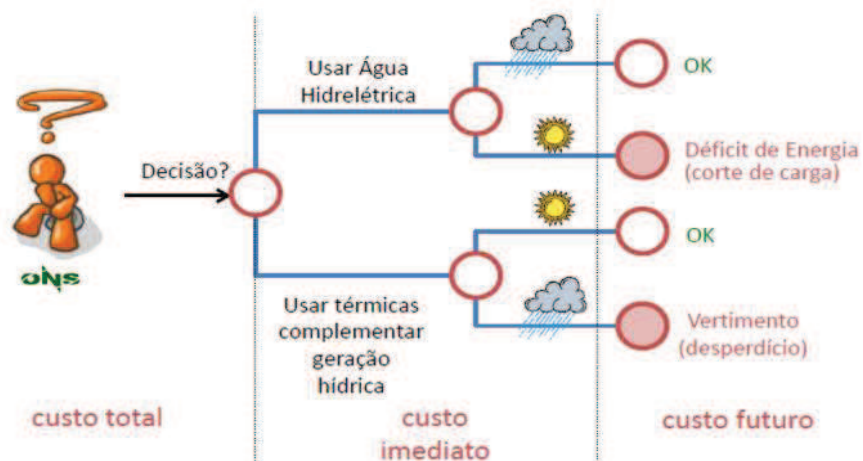 Usar Água
Hidrelétrica
OK
Decisão?
Déficit de Energia
(corte de carga)
OK
ONS
Usar térmicas
complementar
geração
hídrica
Vertimento
(desperdício)
custo total
custo
imediato
custo futuro